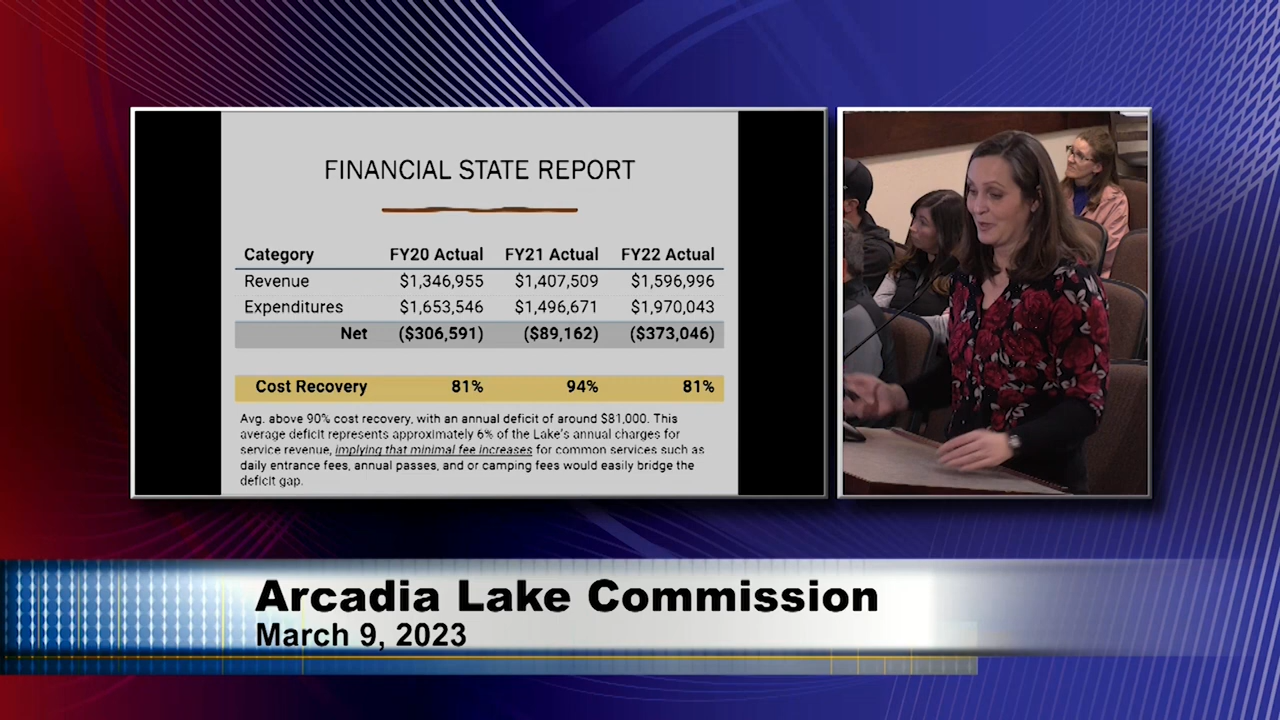 FINANCIAL STATE REPORT
Category FY20 Actual FY21 Actual FY22 Actual
Revenue $1,346,955 $1,407,509 $1,596,996
Expenditures $1,653,546 $1,496,671 $1,970,043
Net ($306,591) ($89,162) ($373,046)
Cost Recovery 81% 94% 81%
Avg. above 90% cost recovery, with an annual deficit of around $81,000. This
average deficit represents approximately 6% of the Lake's annual charges for
service revenue, implying that minimal fee increases for common services such as
daily entrance fees, annual passes, and or camping fees would easily bridge the
deficit gap.
Arcadia Lake Commission
March 9, 2023